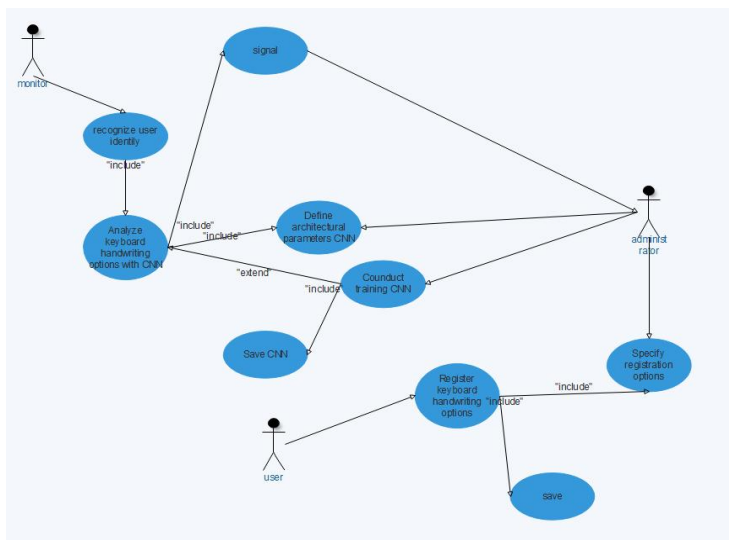 signal
monitor
recognize user
identily
"include"
"include"
"include"
Define
architectural
parameters CNN
Analyze
keyboard
handwriting
options with CNN
administ
rator
"extend"
"include"
Counduct
training CNN
Save CNN
Specify
registration
options
Register
keyboard
handwriting
options
"include"
"include"
user
save